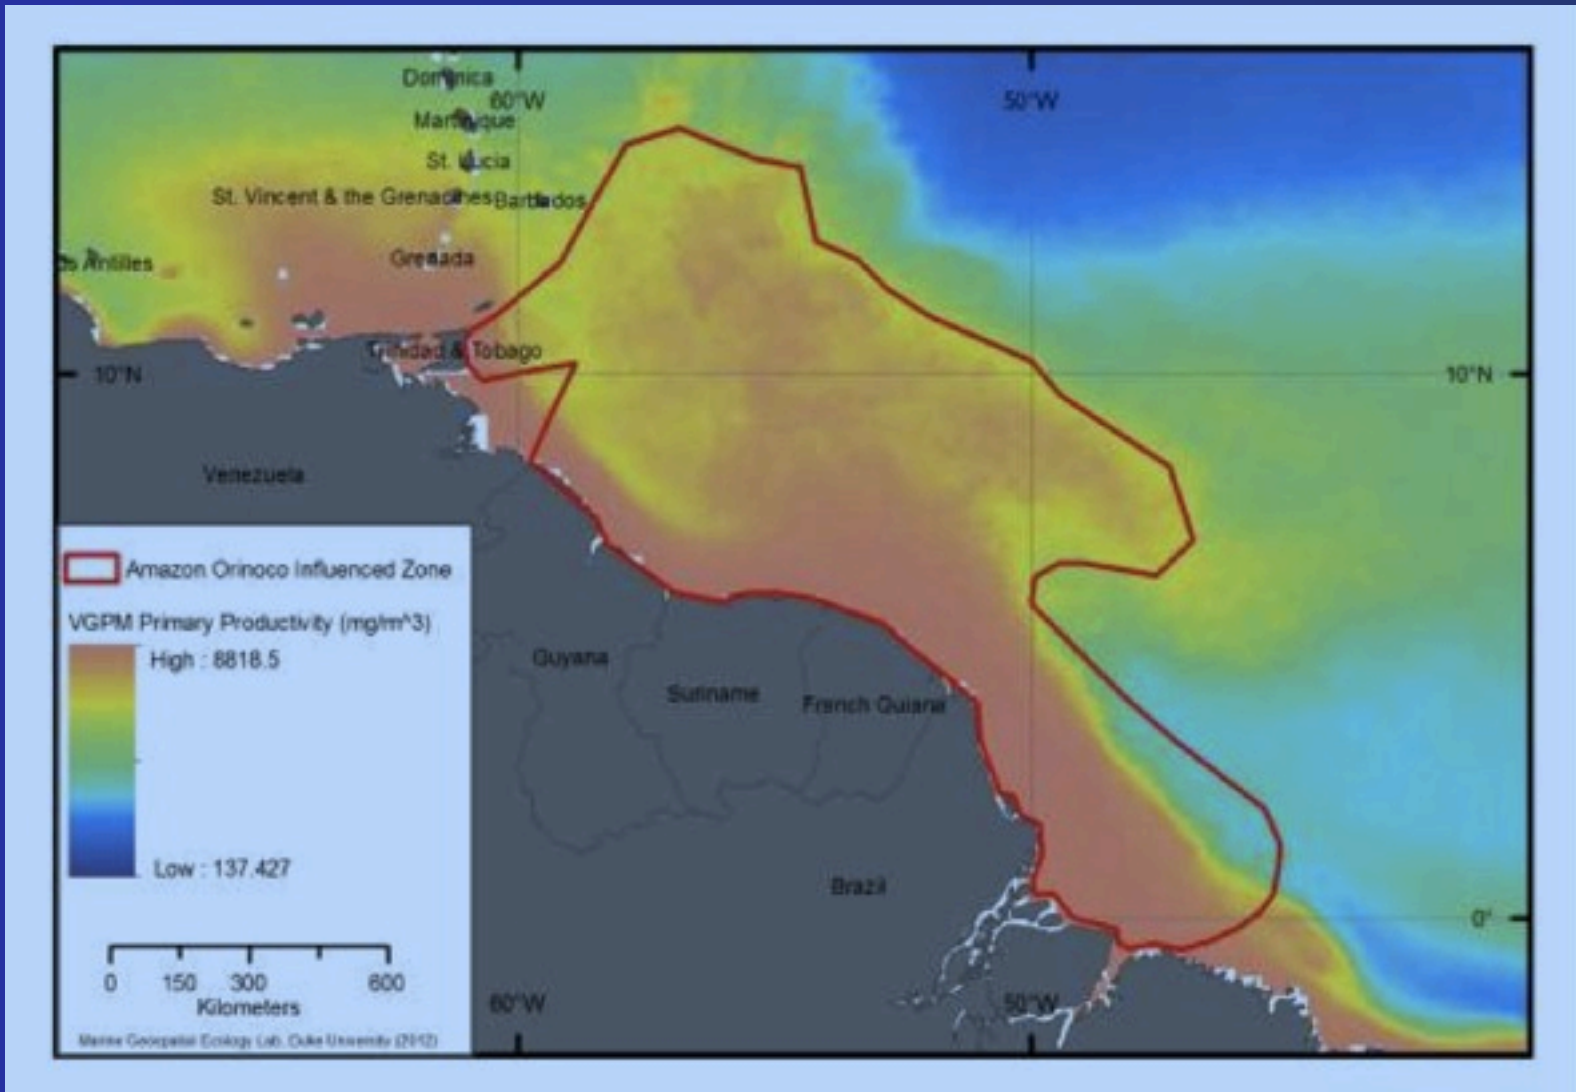 Dominica
60°W
50°W
Martinique
St. Lucia
St. Vincent & the Grenadines
Barbados
Grenada
Antilles
Trinidad & Tobago
10°N
10°N
Venezuela
Amazon Orinoco Influenced Zone
VGPM Primary Productivity (mg/m^3)
High : 8818.5
Low : 137.427
Guyana
Suriname
French Guiana
Brazil
0°
0 150 300 600
Kilometers
60°W
50°W
Marine Geospatial Ecology Lab, Duke University (2012)